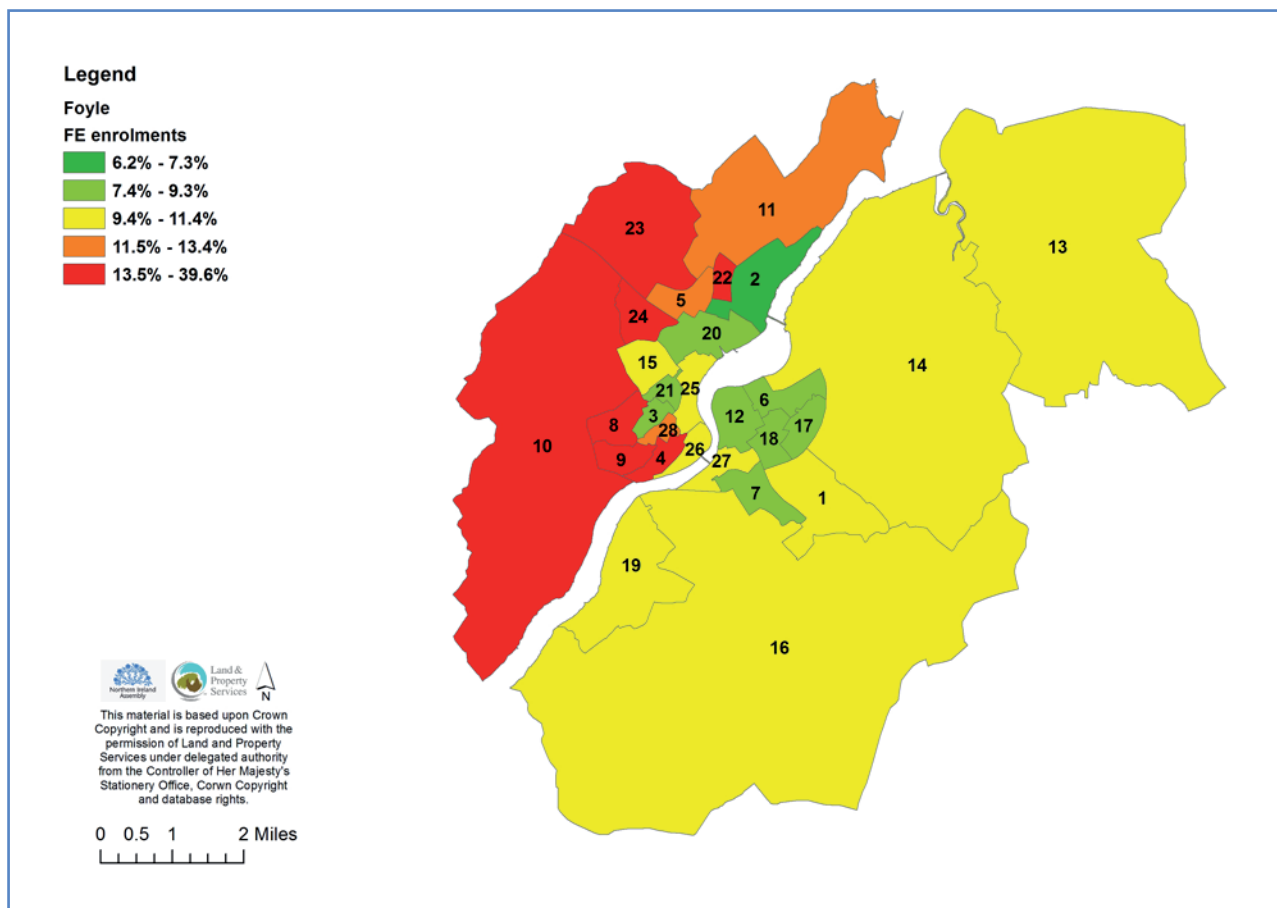 Legend
Foyle
FE enrolments
6.2% - 7.3%
7.4% - 9.3%
9.4% - 11.4%
11.5% - 13.4%
13.5% - 39.6%
11
23
13
22
2
5
24
20
15
14
21
25
6
3
12
17
8
28
18
10
26
9
4
27
7
1
19
16
Northern Ireland
Assembly
Land &
Property
Services
N
This material is based upon Crown
Copyright and is reproduced with the
permission of Land and Property
Services under delegated authority
from the Controller of Her Majesty's
Stationery Office, Corwn Copyright
and database rights.
0 0.5 1 2 Miles